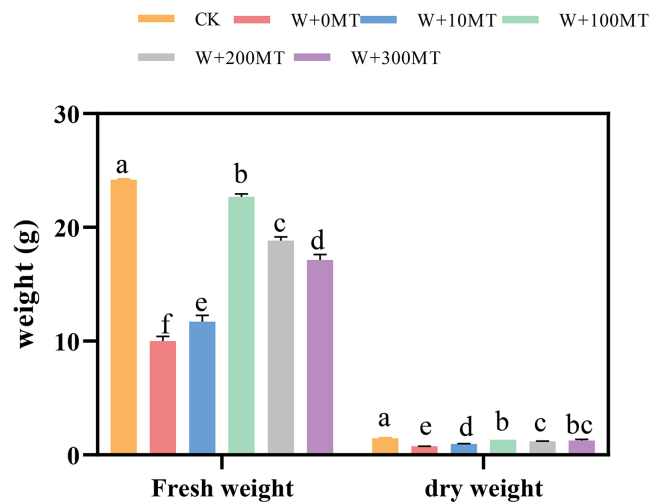 CK W+0MT W+10MT W+100MT
W+200MT W+300MT
30
20
10
0
weight (g)
a f e b c d
a e d b c bc
Fresh weight dry weight